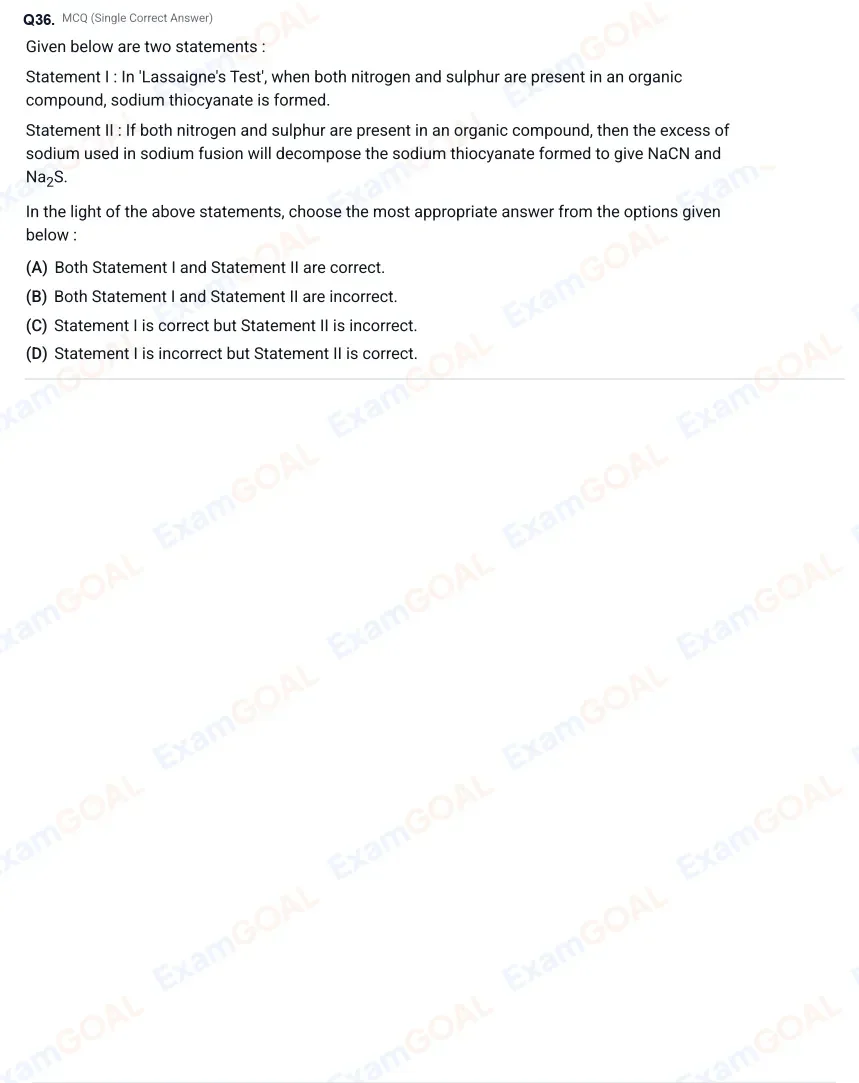 Q36. MCQ (Single Correct Answer)
Given below are two statements :
Statement I : In 'Lassaigne's Test', when both nitrogen and sulphur are present in an organic
compound, sodium thiocyanate is formed.
Statement II : If both nitrogen and sulphur are present in an organic compound, then the excess of
sodium used in sodium fusion will decompose the sodium thiocyanate formed to give NaCN and
Na₂S.
In the light of the above statements, choose the most appropriate answer from the options given
below :
(A) Both Statement I and Statement II are correct.
(B) Both Statement I and Statement II are incorrect.
(C) Statement I is correct but Statement II is incorrect.
(D) Statement I is incorrect but Statement II is correct.
ExamGOAL